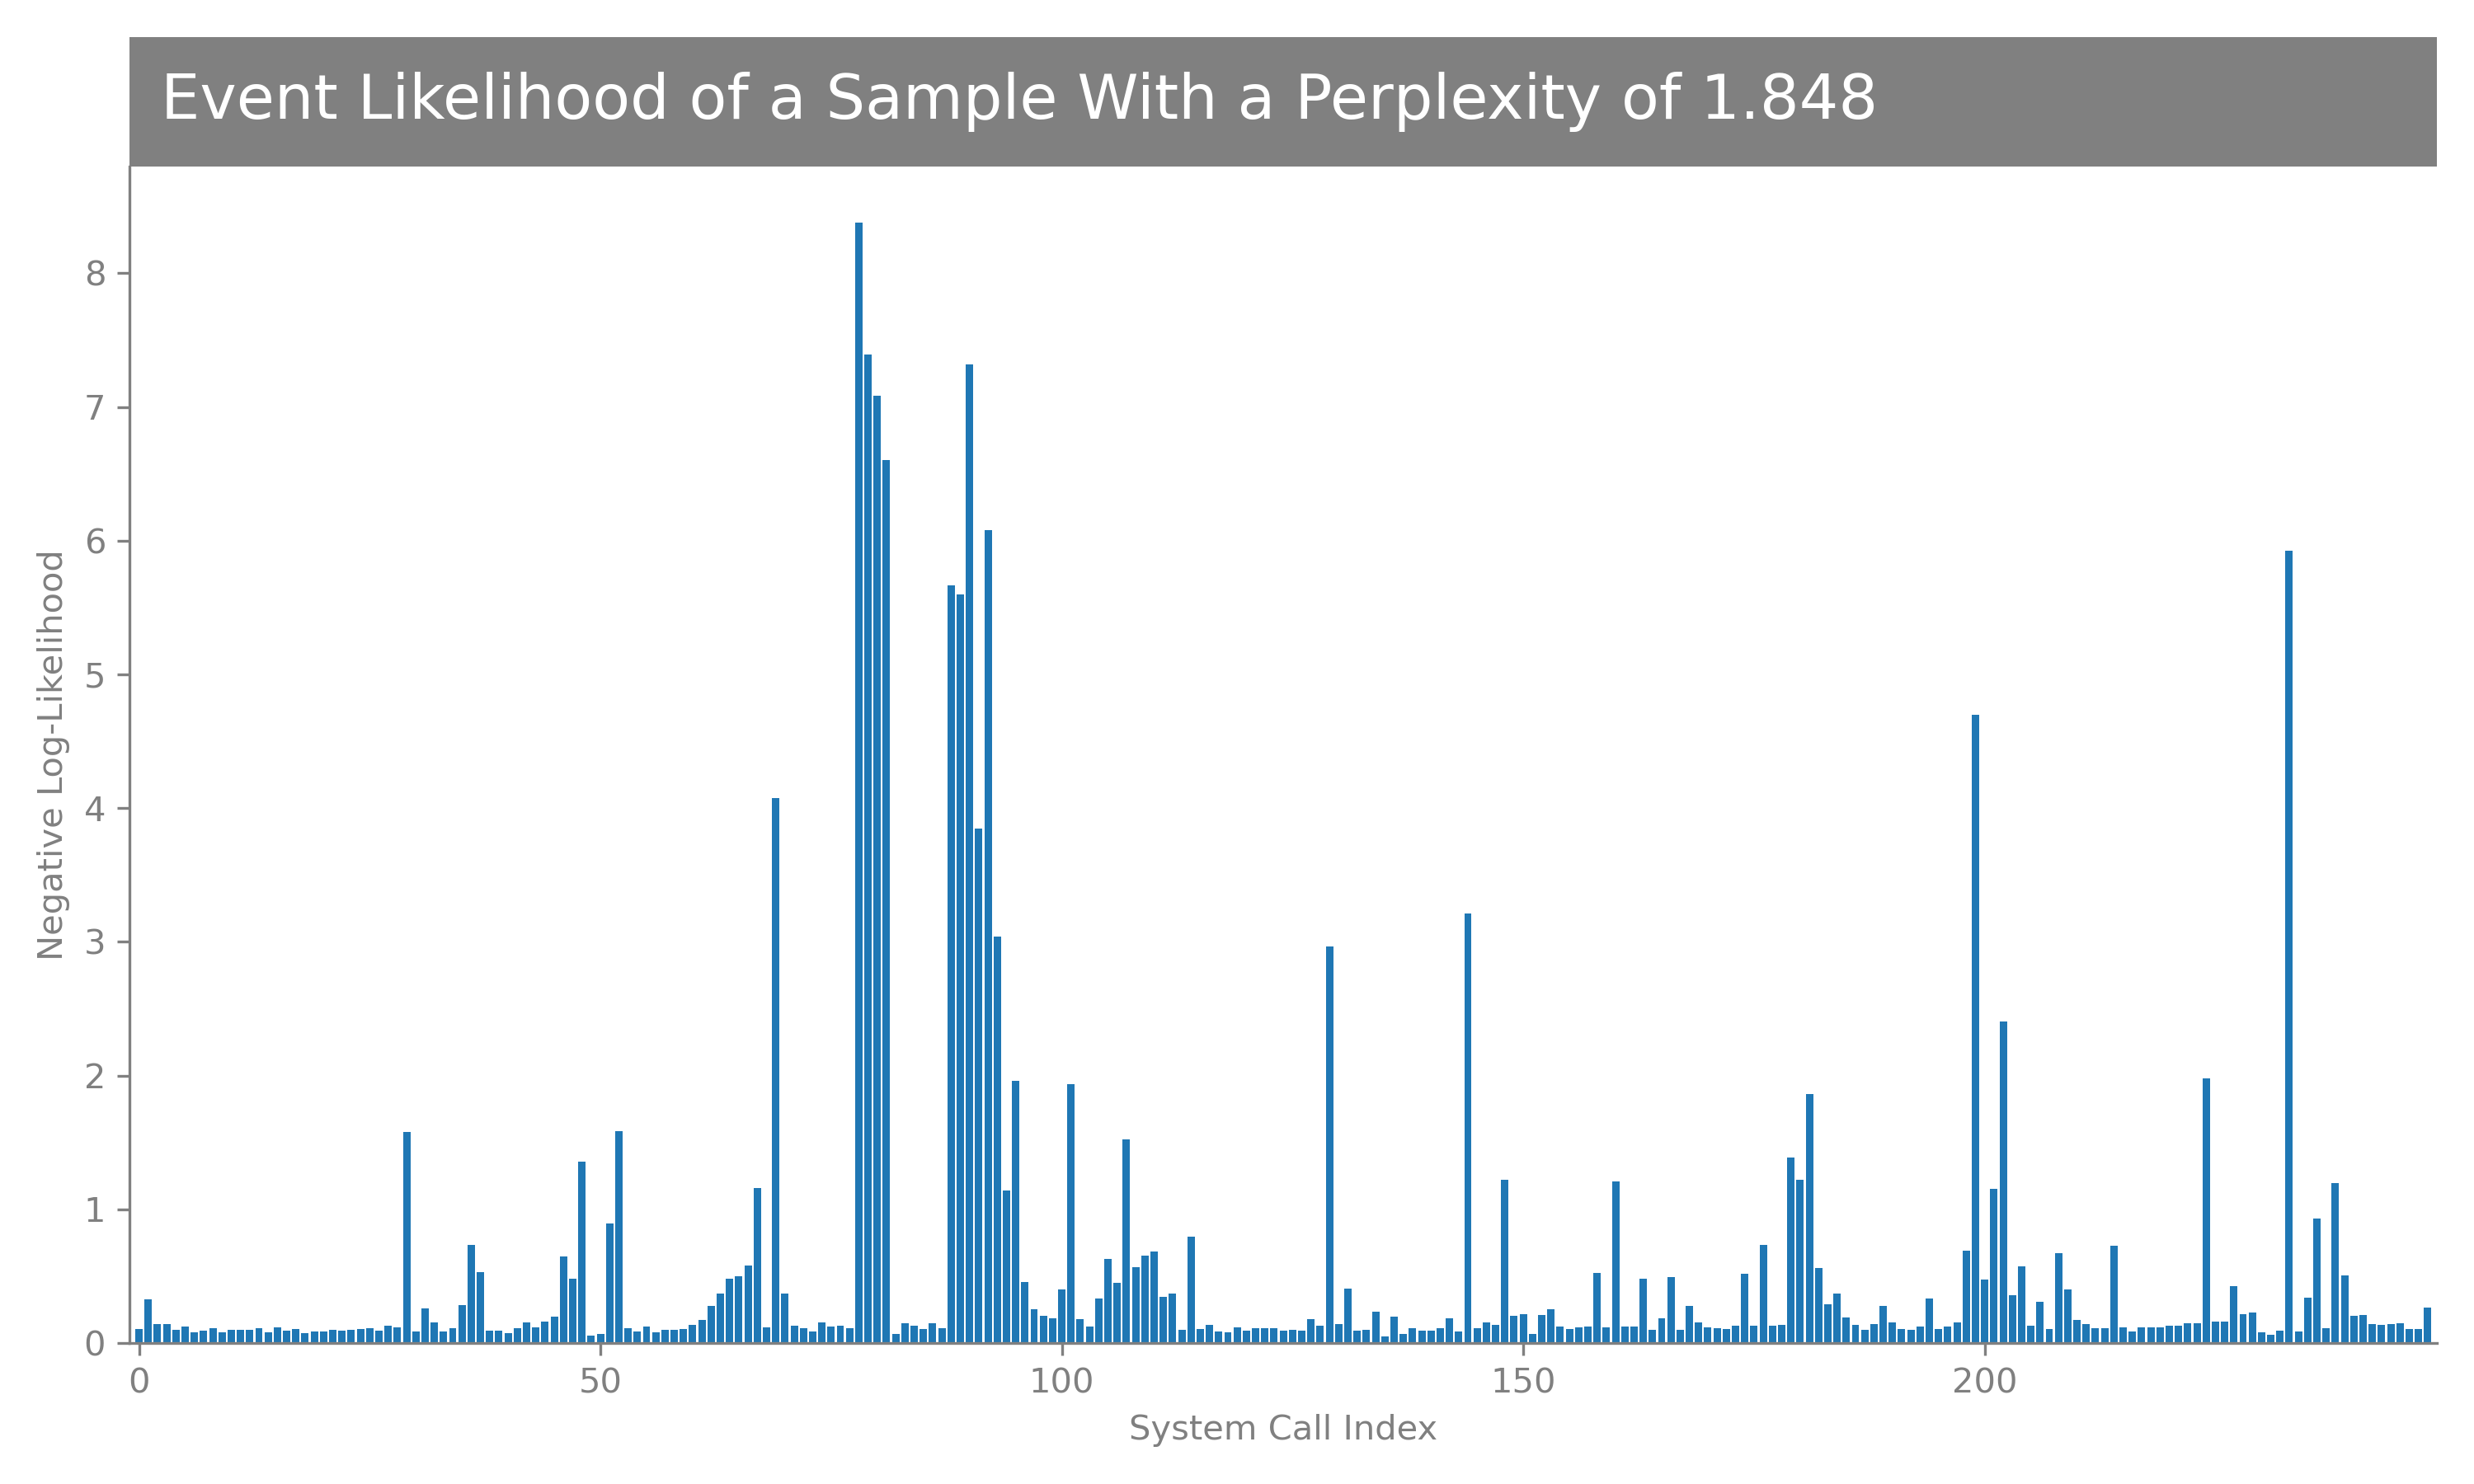 Event Likelihood of a Sample With a Perplexity of 1.848
Negative Log-Likelihood
8
7
6
5
4
3
2
1
0
0 50 100 150 200
System Call Index